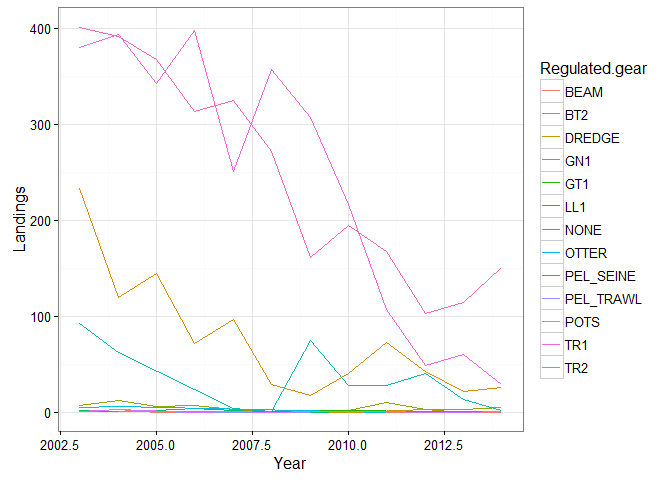 400
300
200
100
0
Landings
2002.5 2005.0 2007.5 2010.0 2012.5
Year
Regulated.gear
BEAM
BT2
DREDGE
GN1
GT1
LL1
NONE
OTTER
PEL_SEINE
PEL_TRAWL
POTS
TR1
TR2